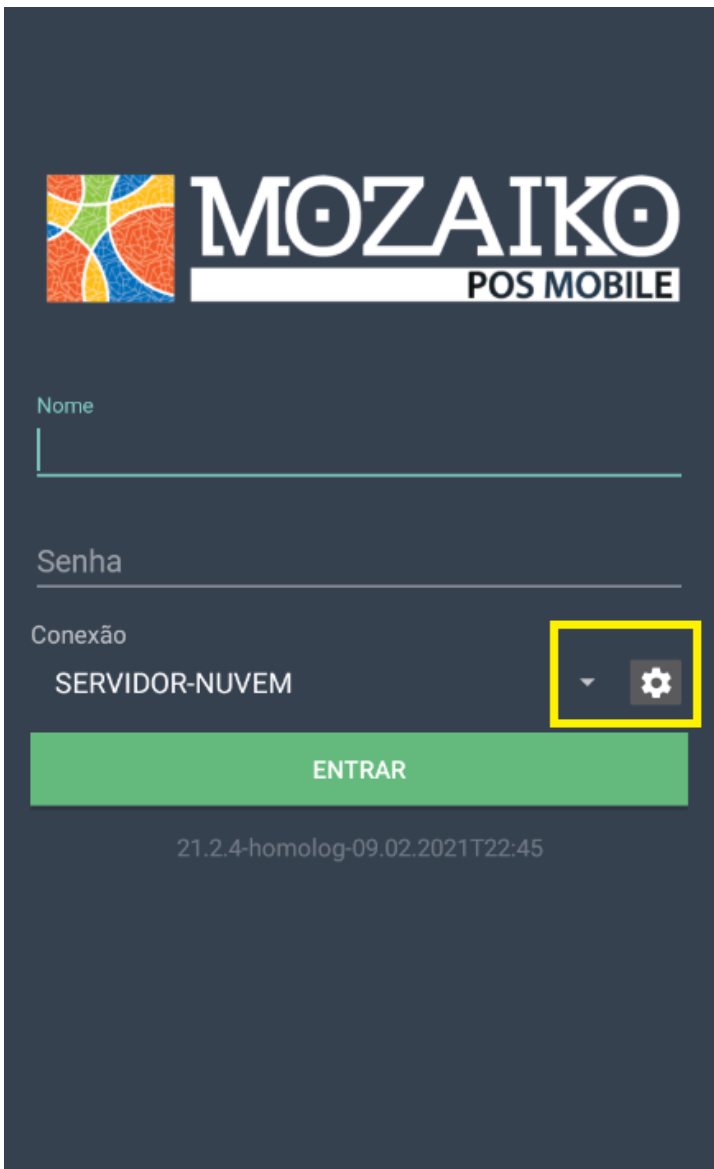 MOZAIKO
POS MOBILE
Nome
Senha
Conexão
SERVIDOR-NUVEM
ENTRAR
21.2.4-homolog-09.02.2021T22:45